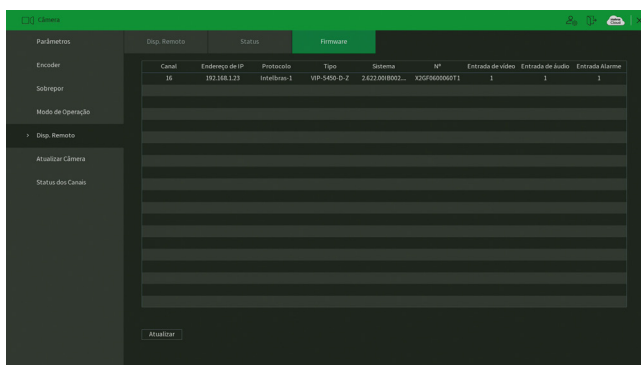 Câmera
Parâmetros
Disp. Remoto Status Firmware
Encoder
Canal Endereço de IP Protocolo Tipo Sistema Nº Entrada de vídeo Entrada de áudio Entrada Alarme
16 192.168.1.23 Intelbras-1 VIP-5450-D-Z 2.622.00IB002... X2GF0600060T1 1 1 1
Sobrepor
Modo de Operação
> Disp. Remoto
Atualizar Câmera
Status dos Canais
Atualizar